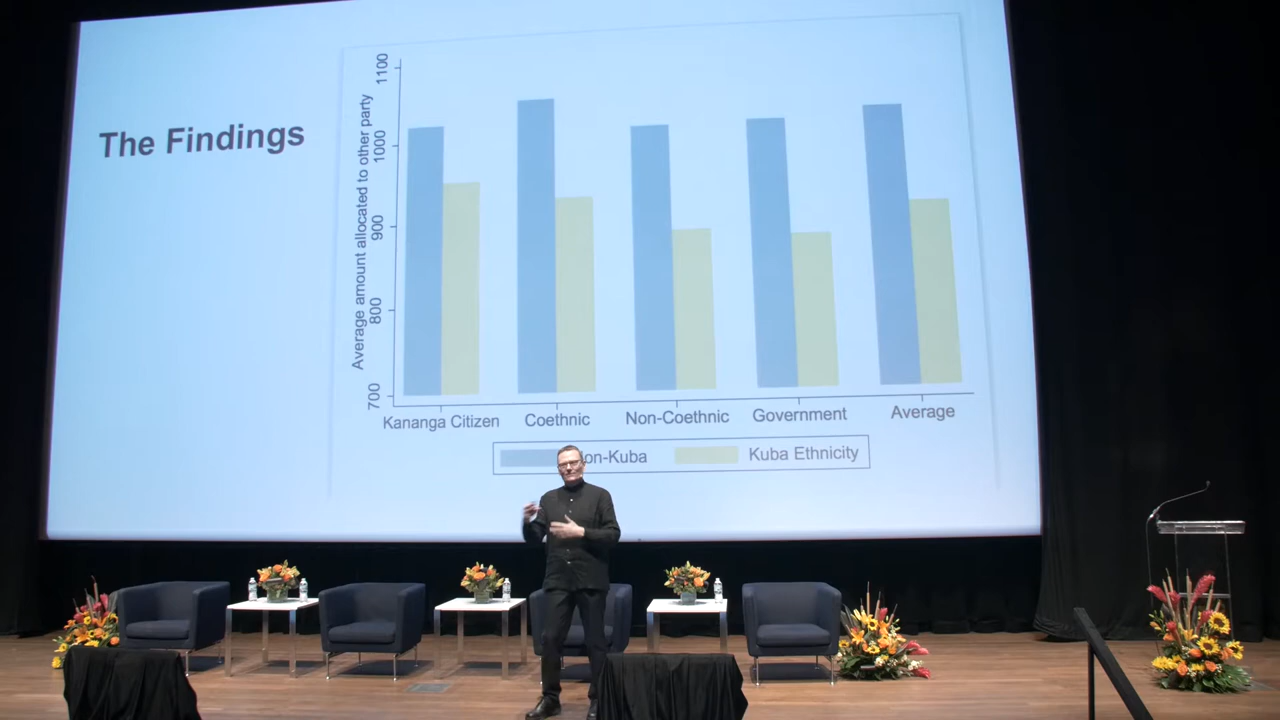 The Findings
Average amount allocated to other party
1100
1000
900
800
700
Kananga Citizen Coethnic Non-Coethnic Government Average
on-Kuba Kuba Ethnicity